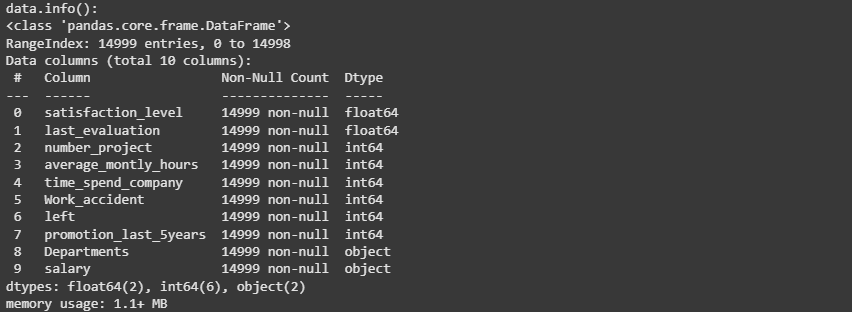 data.info():
<class 'pandas.core.frame.DataFrame'>
RangeIndex: 14999 entries, 0 to 14998
Data columns (total 10 columns):
 #   Column                 Non-Null Count  Dtype
---  ------                 --------------  -----
 0   satisfaction_level     14999 non-null  float64
 1   last_evaluation        14999 non-null  float64
 2   number_project         14999 non-null  int64
 3   average_montly_hours   14999 non-null  int64
 4   time_spend_company     14999 non-null  int64
 5   Work_accident          14999 non-null  int64
 6   left                   14999 non-null  int64
 7   promotion_last_5years  14999 non-null  int64
 8   Departments            14999 non-null  object
 9   salary                 14999 non-null  object
dtypes: float64(2), int64(6), object(2)
memory usage: 1.1+ MB